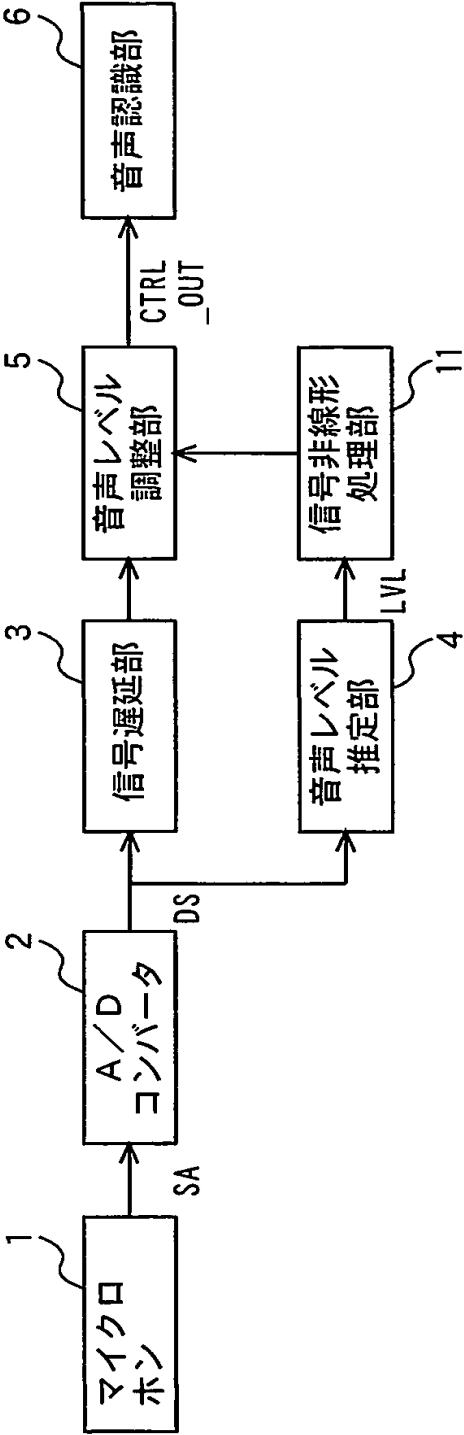 1
マイクロ
ホン
SA
2
A/D
コンバータ
DS
3
信号遅延部
4
音声レベル
推定部
LVL
5
音声レベル
調整部
11
信号非線形
処理部
CTRL
_OUT
6
音声認識部